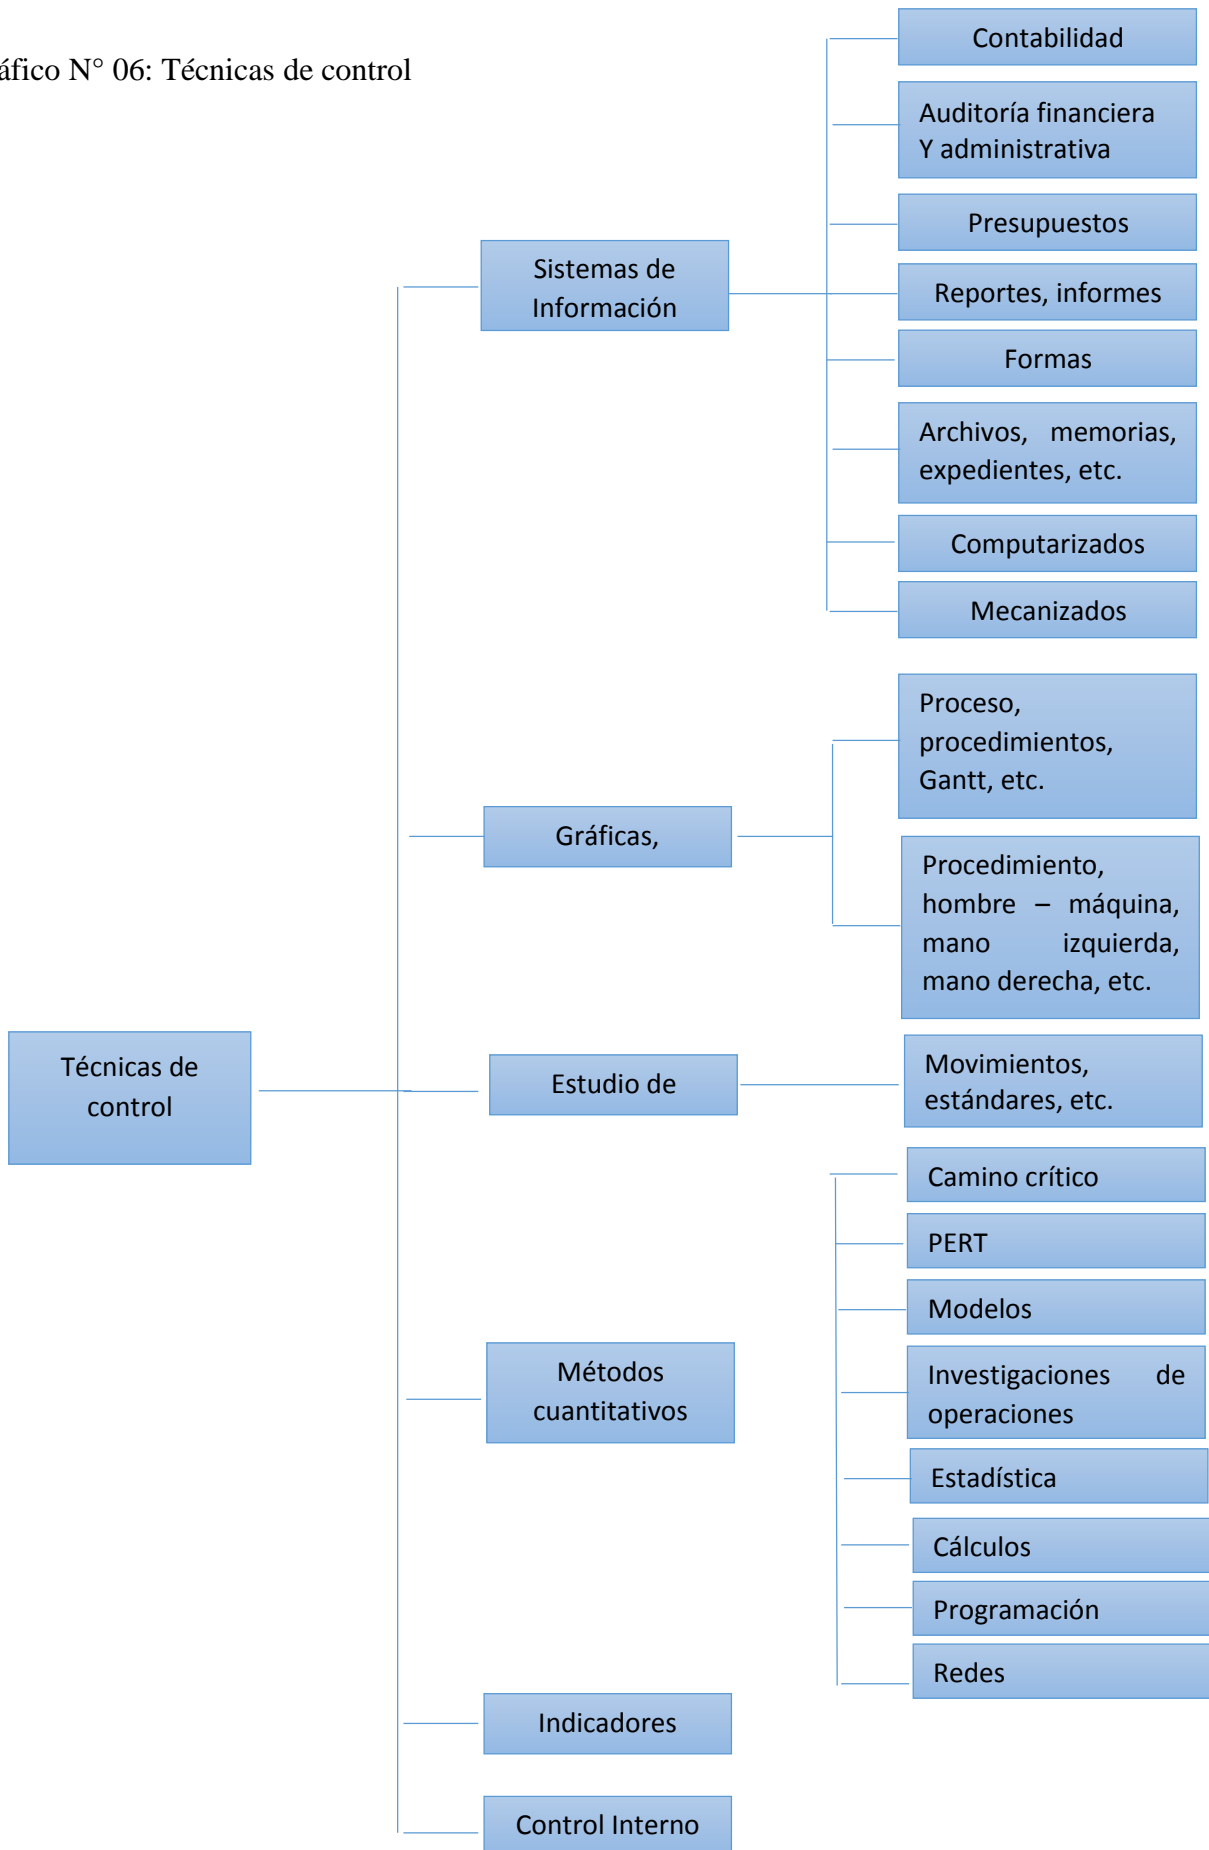 áfico N° 06: Técnicas de control
Técnicas de
control
Sistemas de
Información
Contabilidad
Auditoría financiera
Y administrativa
Presupuestos
Reportes, informes
Formas
Archivos, memorias,
expedientes, etc.
Computarizados
Mecanizados
Gráficas,
Proceso,
procedimientos,
Gantt, etc.
Procedimiento,
hombre – máquina,
mano izquierda,
mano derecha, etc.
Estudio de
Movimientos,
estándares, etc.
Métodos
cuantitativos
Camino crítico
PERT
Modelos
Investigaciones de
operaciones
Estadística
Cálculos
Programación
Redes
Indicadores
Control Interno